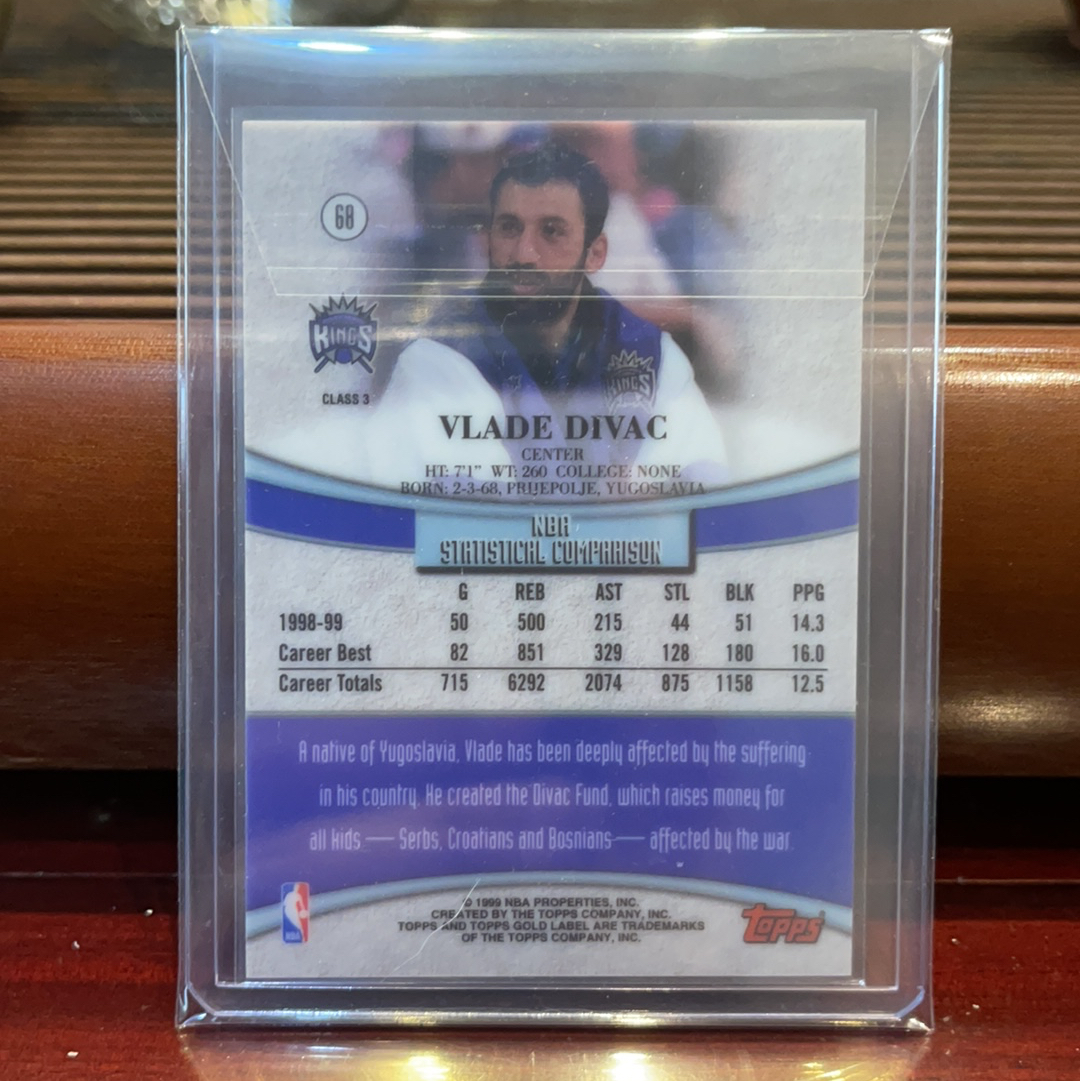 68
KINGS
CLASS 3
KINGS
VLADE DIVAC
CENTER
HT: 7'1" WT: 260 COLLEGE: NONE
BORN: 2-3-68, PRIJEPOLJE, YUGOSLAVIA
NBA
STATISTICAL COMPARISON
G REB AST STL BLK PPG
1998-99 50 500 215 44 51 14.3
Career Best 82 851 329 128 180 16.0
Career Totals 715 6292 2074 875 1158 12.5
A native of Yugoslavia, Vlade has been deeply affected by the suffering
in his country. He created the Divac Fund, which raises money for
all kids — Serbs, Croatians and Bosnians — affected by the war.
© 1999 NBA PROPERTIES, INC.
CREATED BY THE TOPPS COMPANY, INC.
TOPPS AND TOPPS GOLD LABEL ARE TRADEMARKS
OF THE TOPPS COMPANY, INC.
NBA
Topps